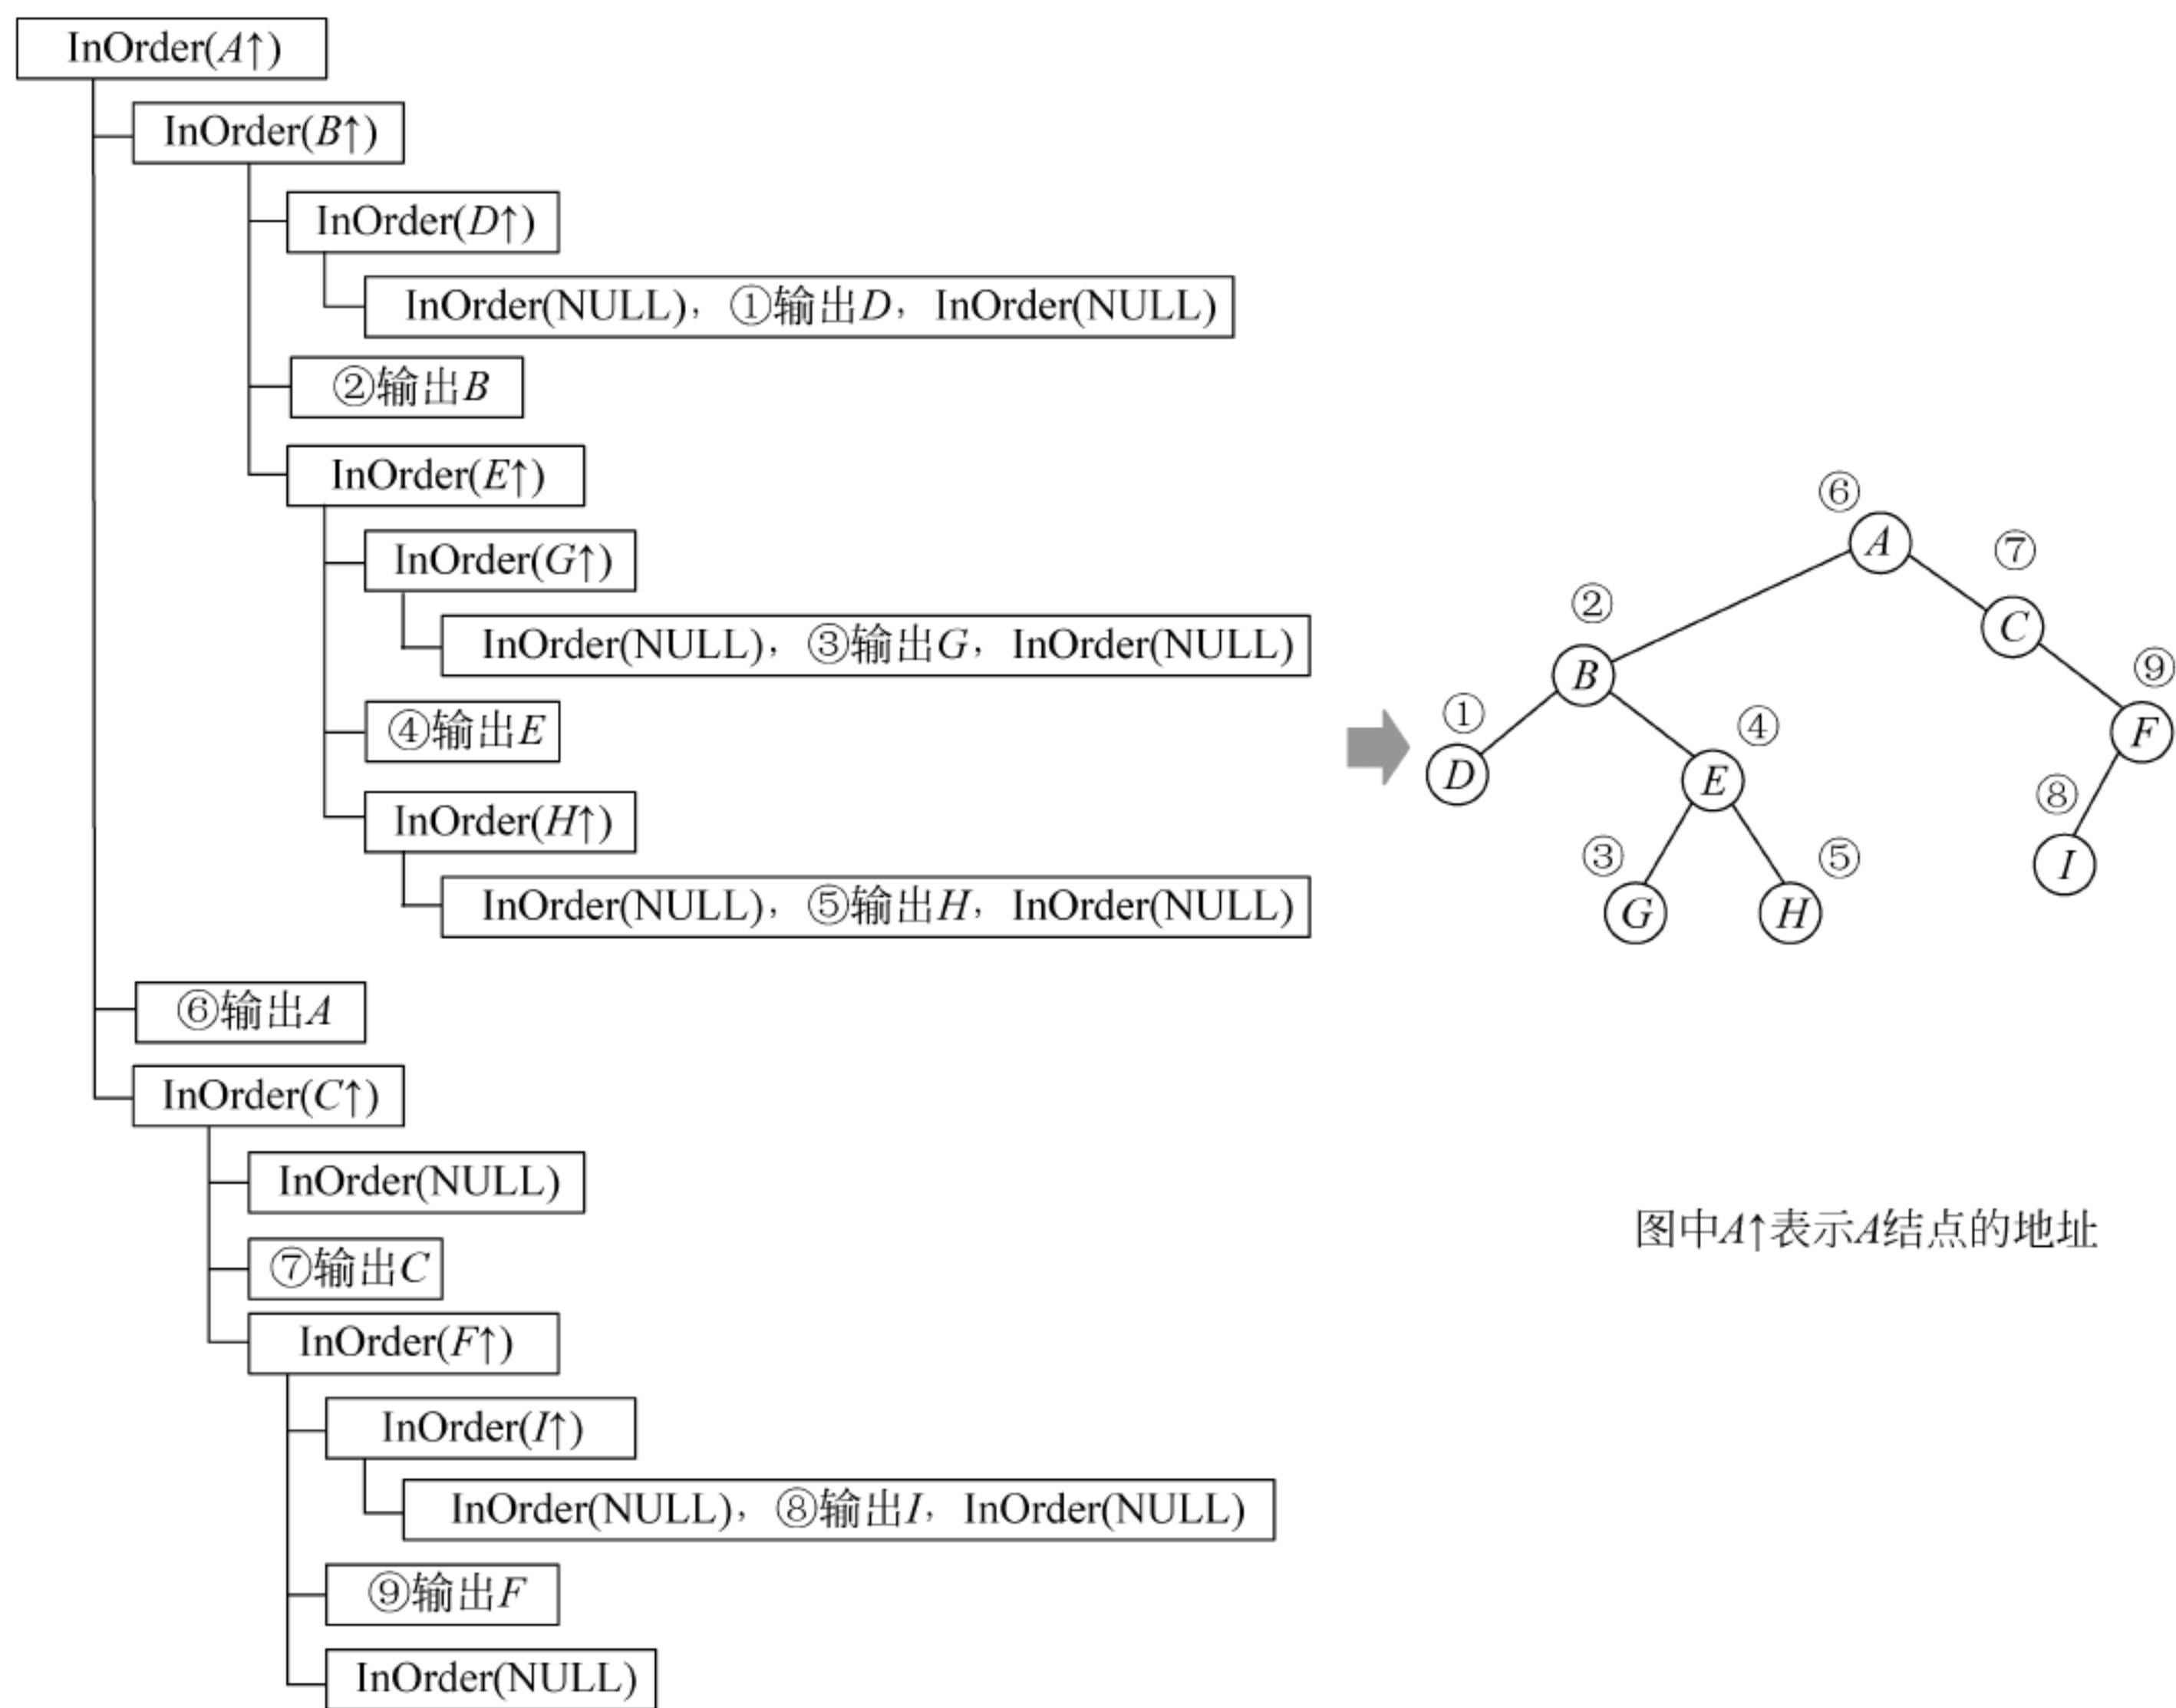 InOrder(A↑)
InOrder(B↑)
InOrder(D↑)
InOrder(NULL)，①输出D，InOrder(NULL)
②输出B
InOrder(E↑)
InOrder(G↑)
InOrder(NULL)，③输出G，InOrder(NULL)
④输出E
InOrder(H↑)
InOrder(NULL)，⑤输出H，InOrder(NULL)
⑥输出A
InOrder(C↑)
InOrder(NULL)
⑦输出C
InOrder(F↑)
InOrder(I↑)
InOrder(NULL)，⑧输出I，InOrder(NULL)
⑨输出F
InOrder(NULL)
⑥
A
⑦
C
②
B
⑨
F
①
D
④
E
⑧
I
③
G
⑤
H
图中A↑表示A结点的地址